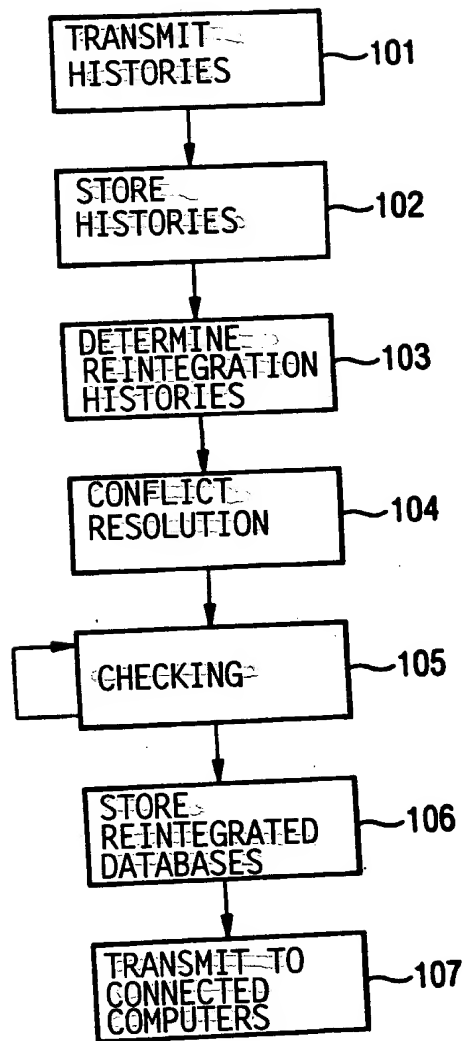 TRANSMIT
HISTORIES
101
STORE
HISTORIES
102
DETERMINE
REINTEGRATION
HISTORIES
103
CONFLICT
RESOLUTION
104
CHECKING
105
STORE
REINTEGRATED
DATABASES
106
TRANSMIT TO
CONNECTED
COMPUTERS
107